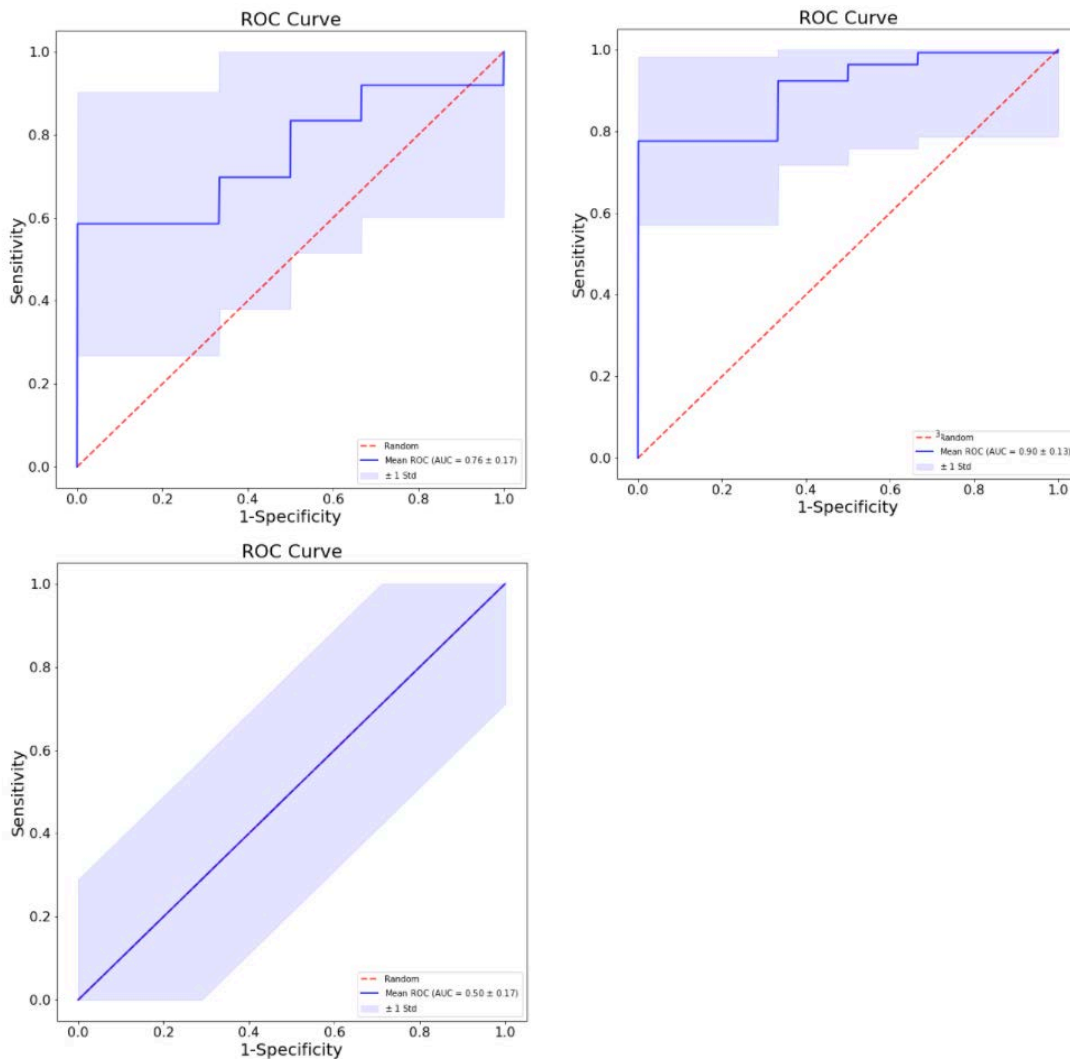 ROC Curve
1.0
0.8
0.6
0.4
0.2
0.0
Sensitivity
0.0 0.2 0.4 0.6 0.8 1.0
1-Specificity
Random
Mean ROC (AUC = 0.76 ± 0.17)
± 1 Std
ROC Curve
1.0
0.8
0.6
0.4
0.2
0.0
Sensitivity
0.0 0.2 0.4 0.6 0.8 1.0
1-Specificity
3Random
Mean ROC (AUC = 0.90 ± 0.13)
± 1 Std
ROC Curve
1.0
0.8
0.6
0.4
0.2
0.0
Sensitivity
0.0 0.2 0.4 0.6 0.8 1.0
1-Specificity
Random
Mean ROC (AUC = 0.50 ± 0.17)
± 1 Std